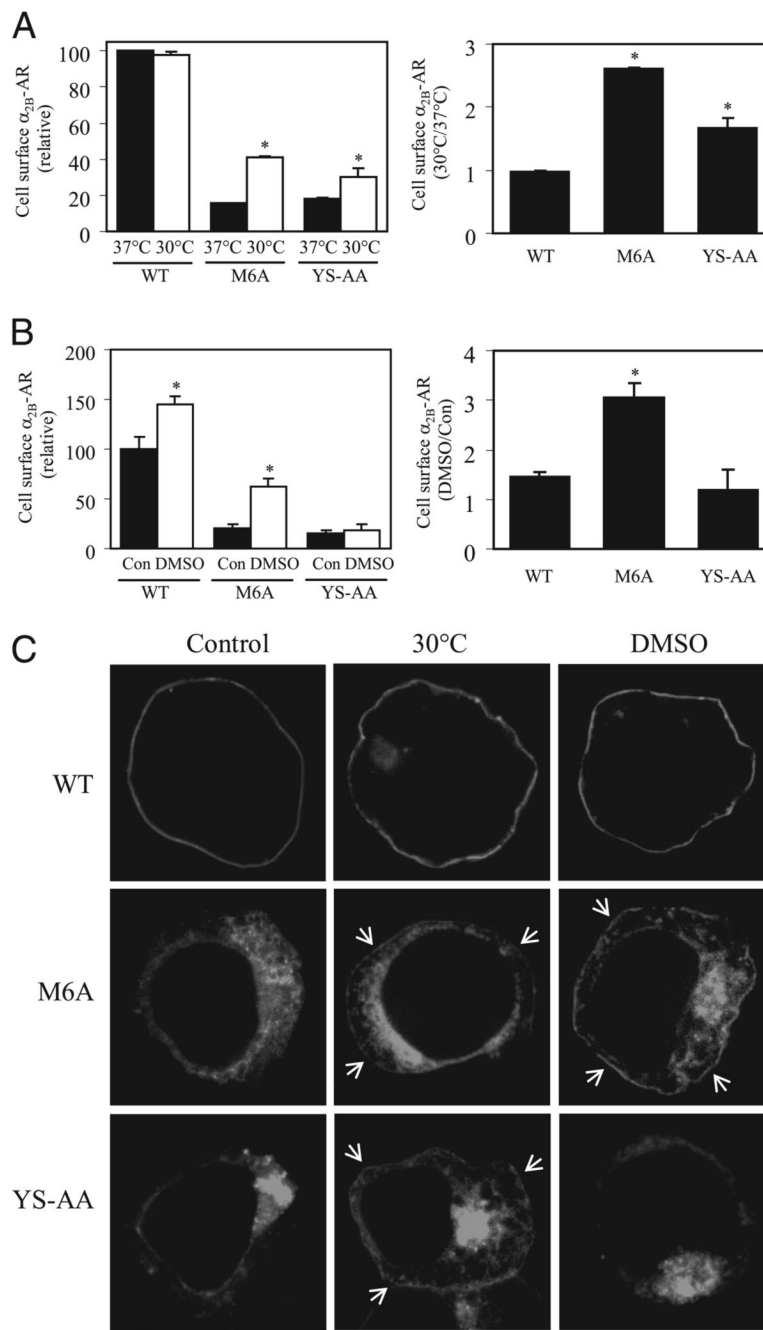 A
Cell surface α2B-AR
(relative)
100
80
60
40
20
0
*
*
37°C 30°C 37°C 30°C 37°C 30°C
WT M6A YS-AA
Cell surface α2B-AR
(30°C/37°C)
3
2
1
0
*
*
WT M6A YS-AA
B
Cell surface α2B-AR
(relative)
200
150
100
50
0
*
*
Con DMSO Con DMSO Con DMSO
WT M6A YS-AA
Cell surface α2B-AR
(DMSO/Con)
4
3
2
1
0
*
WT M6A YS-AA
C
Control 30°C DMSO
WT
M6A
YS-AA